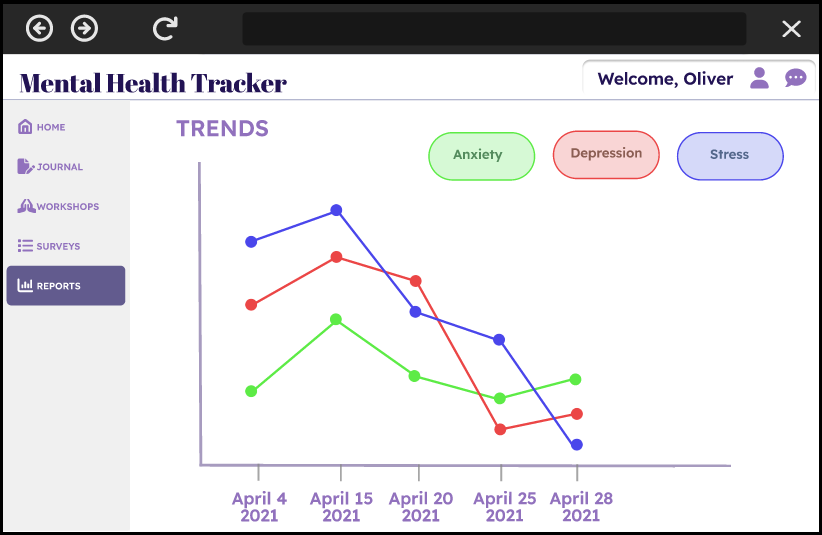 Mental Health Tracker
Welcome, Oliver
HOME
JOURNAL
WORKSHOPS
SURVEYS
REPORTS
TRENDS
Anxiety
Depression
Stress
April 4
2021
April 15
2021
April 20
2021
April 25
2021
April 28
2021